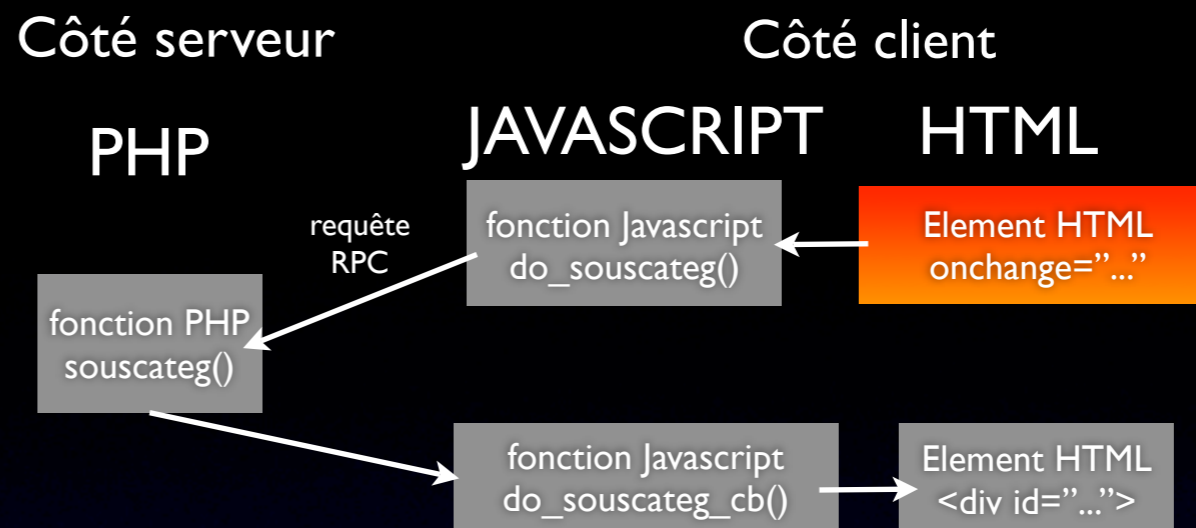 Côté serveur
Côté client
PHP
JAVASCRIPT
HTML
requête
RPC
fonction Javascript
do_souscateg()
Element HTML
onchange=”...”
fonction PHP
souscateg()
fonction Javascript
do_souscateg_cb()
Element HTML
<div id=”...”>